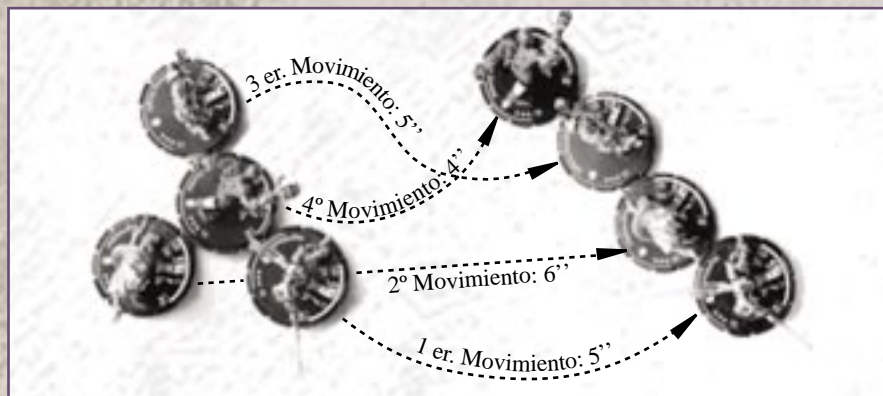 3 er. Movimiento: 5’’
4º Movimiento: 4’’
2º Movimiento: 6’’
1 er. Movimiento: 5’’